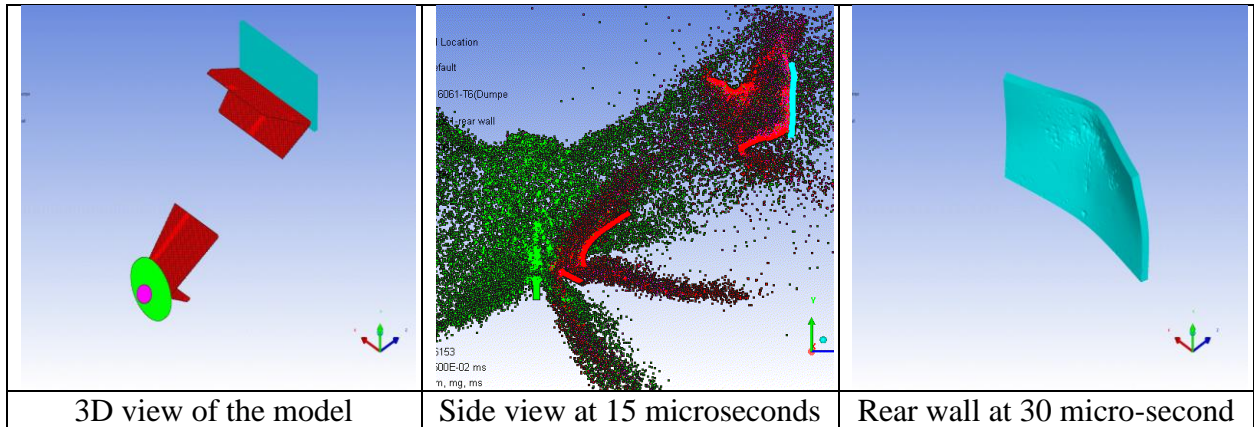 l Location
efault
6061-T6(Dumpe
-rear wall
Y
6153
500E-02 ms
m, mg, ms
3D view of the model
Side view at 15 microseconds
Rear wall at 30 micro-second